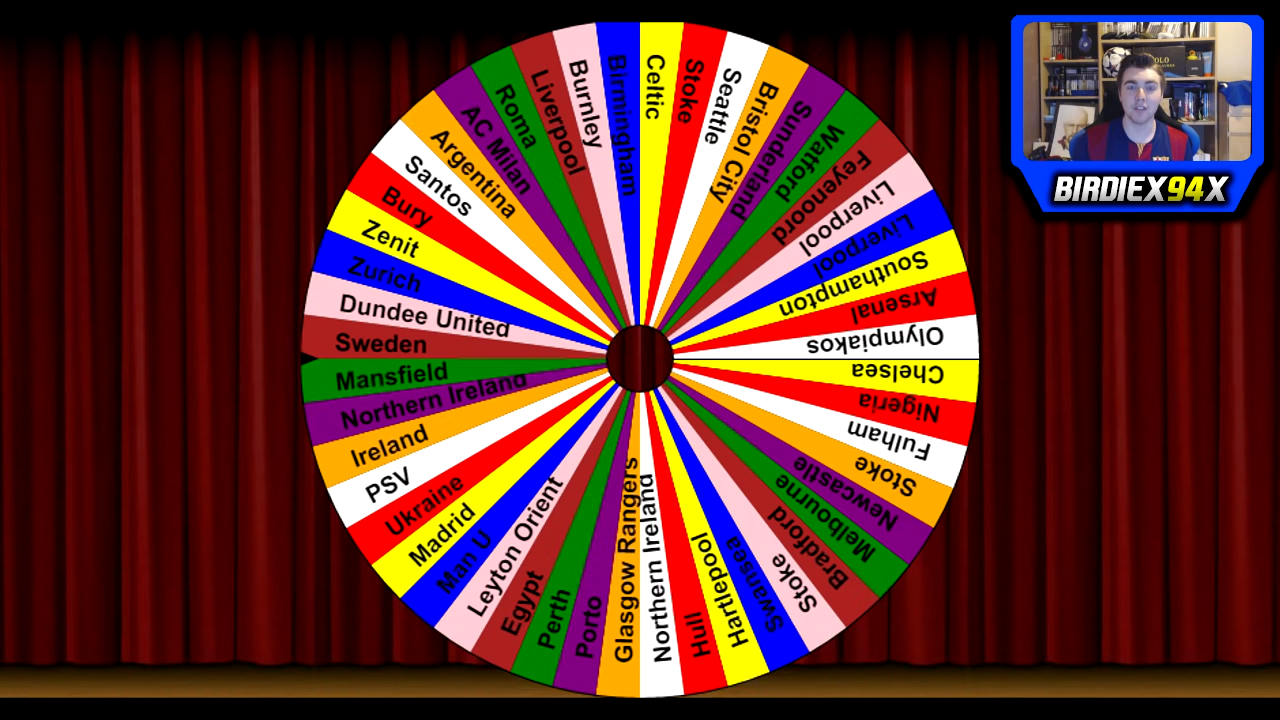 Celtic
Stoke
Seattle
Bristol City
Sunderland
Watford
Feyenoord
Liverpool
Liverpool
Southampton
Arsenal
Olympiakos
Chelsea
Nigeria
Fulham
Stoke
Newcastle
Melbourne
Bradford
Stoke
Swansea
Hartlepool
Hull
Northern Ireland
Glasgow Rangers
Porto
Perth
Egypt
Leyton Orient
Man U
Madrid
Ukraine
PSV
Ireland
Northern Ireland
Mansfield
Sweden
Dundee United
Zurich
Zenit
Bury
Santos
Argentina
AC Milan
Roma
Liverpool
Burnley
Birmingham
BIRDIEX94X